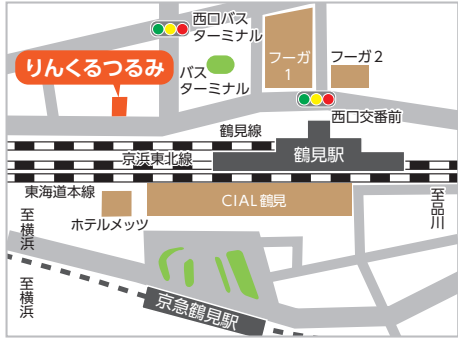 西口バス
ターミナル
りんくるつるみ
バス
ターミナル
フーガ
1
フーガ2
西口交番前
鶴見線
鶴見駅
京浜東北線
東海道本線
CIAL鶴見
至品川
ホテルメッツ
至横浜
至横浜
京急鶴見駅